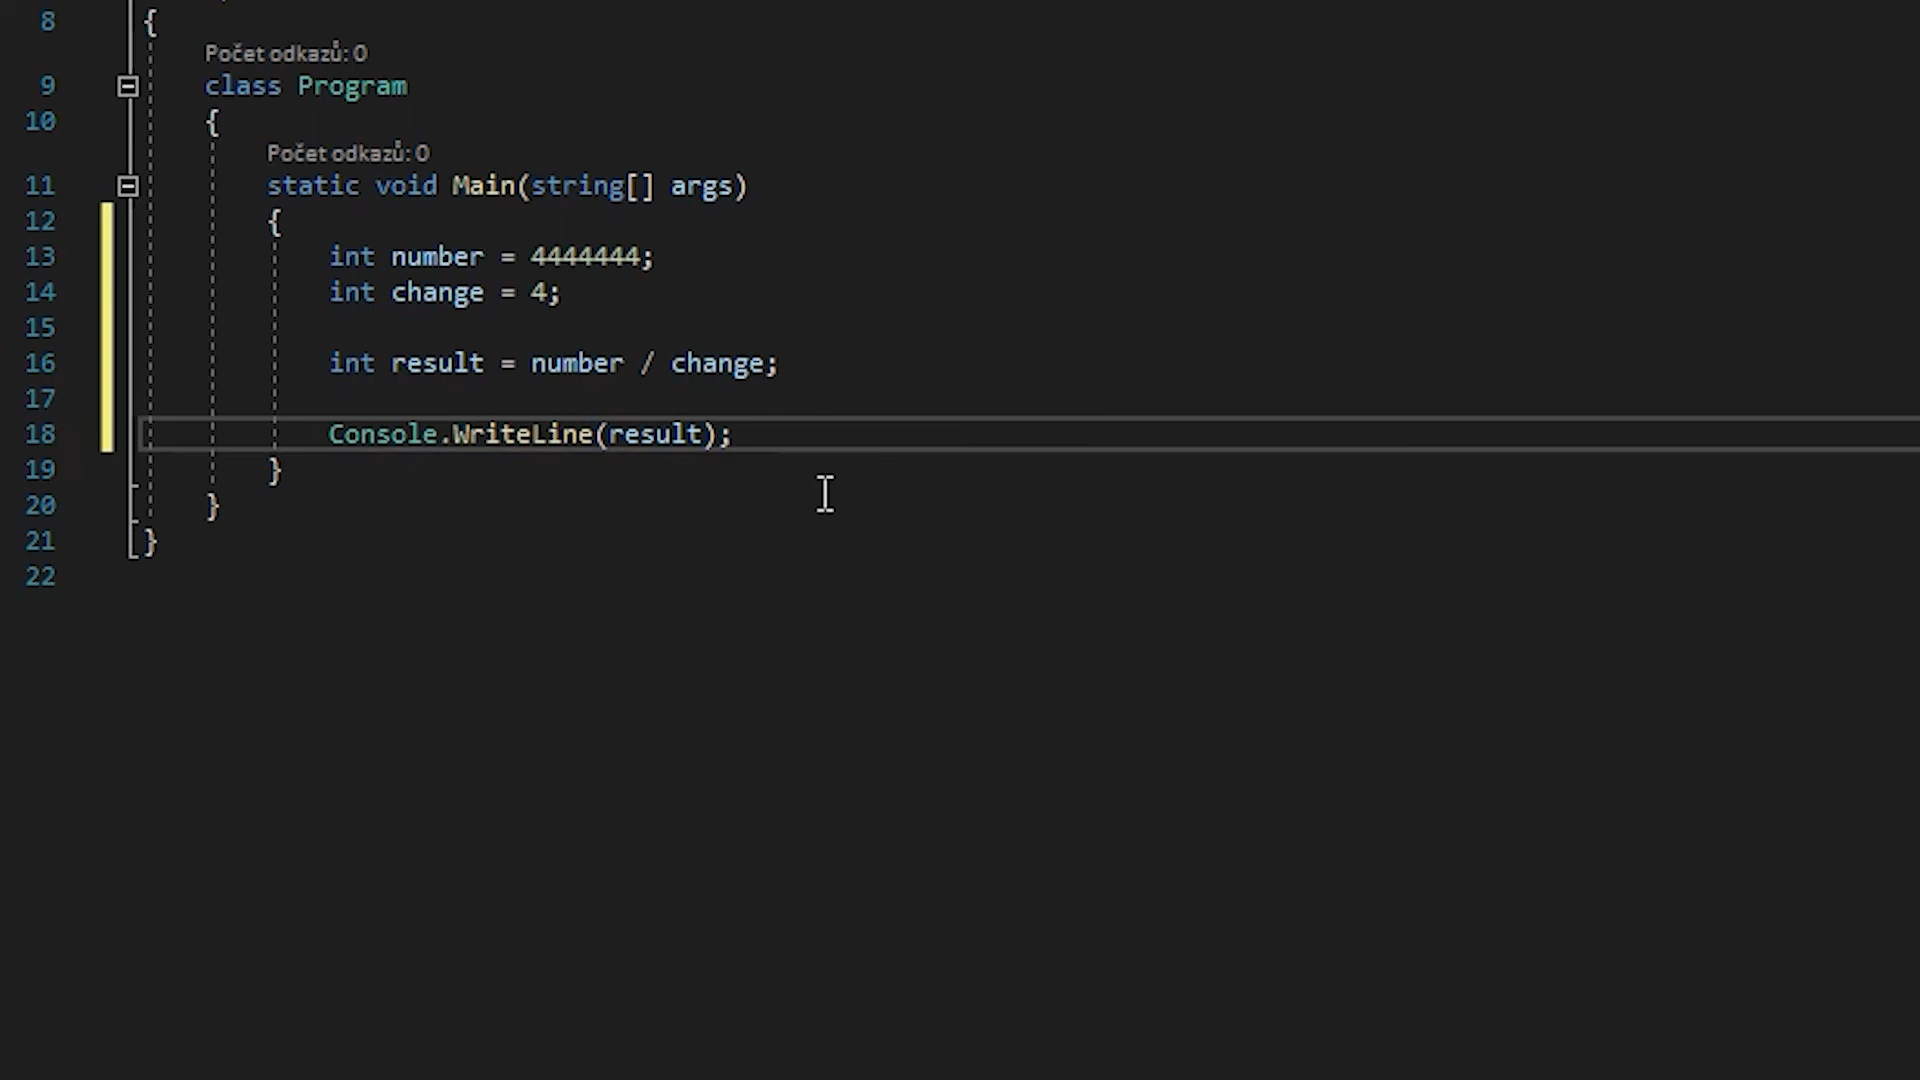 8 {
Počet odkazů: 0
9 class Program
10 {
Počet odkazů: 0
11 static void Main(string[] args)
12 {
13 int number = 4444444;
14 int change = 4;
15
16 int result = number / change;
17
18 Console.WriteLine(result);
19 }
20 }
21 }
22